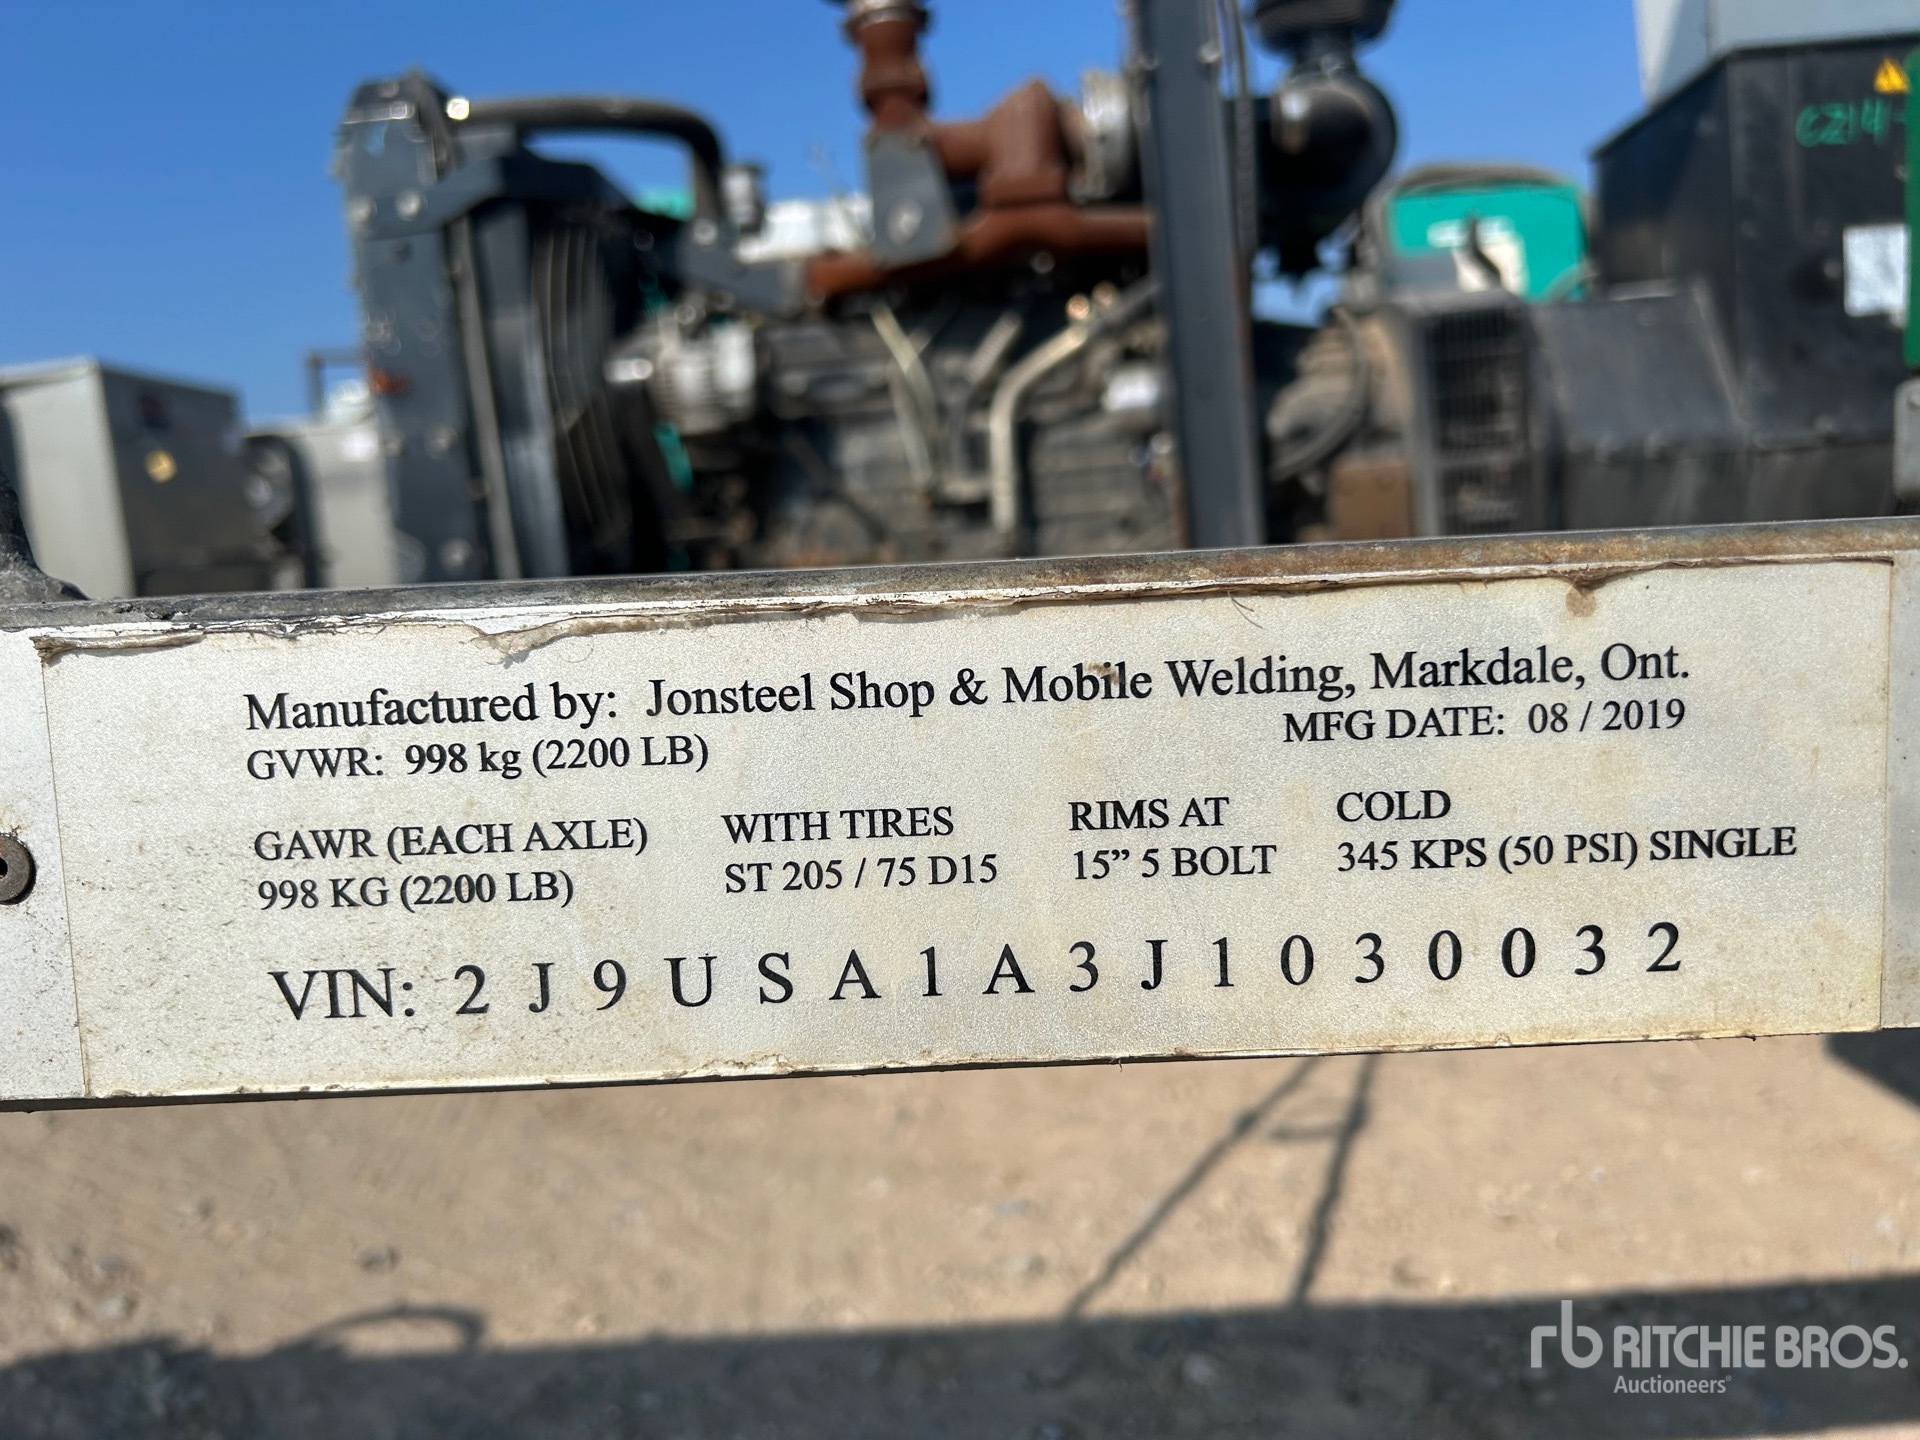 CZ14
Manufactured by: Jonsteel Shop & Mobile Welding, Markdale, Ont.
GVWR: 998 kg (2200 LB)
MFG DATE: 08 / 2019
GAWR (EACH AXLE)
998 KG (2200 LB)
WITH TIRES
ST 205 / 75 D15
RIMS AT
15” 5 BOLT
COLD
345 KPS (50 PSI) SINGLE
VIN: 2 J 9 U S A 1 A 3 J 1 0 3 0 0 3 2
rb RITCHIE BROS.
Auctioneers®